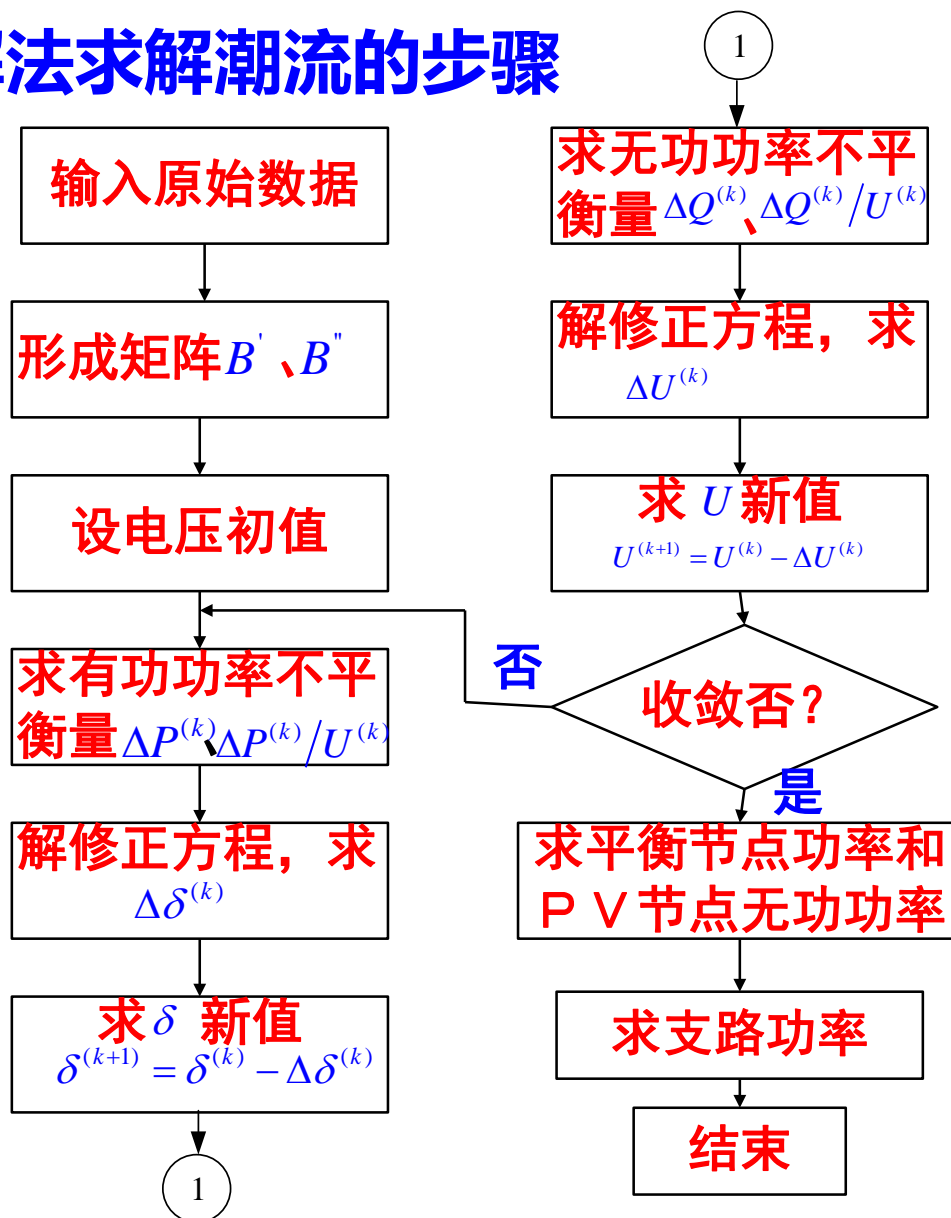 解法求解潮流的步骤
输入原始数据
形成矩阵B' 、B"
设电压初值
求有功功率不平
衡量ΔP^(k)、ΔP^(k)/U^(k)
解修正方程，求
Δδ^(k)
求 δ 新值
δ^(k+1) = δ^(k) − Δδ^(k)
1
1
求无功功率不平
衡量ΔQ^(k)、ΔQ^(k)/U^(k)
解修正方程，求
ΔU^(k)
求 U 新值
U^(k+1) = U^(k) − ΔU^(k)
收敛否？
否
是
求平衡节点功率和
ＰＶ节点无功功率
求支路功率
结束